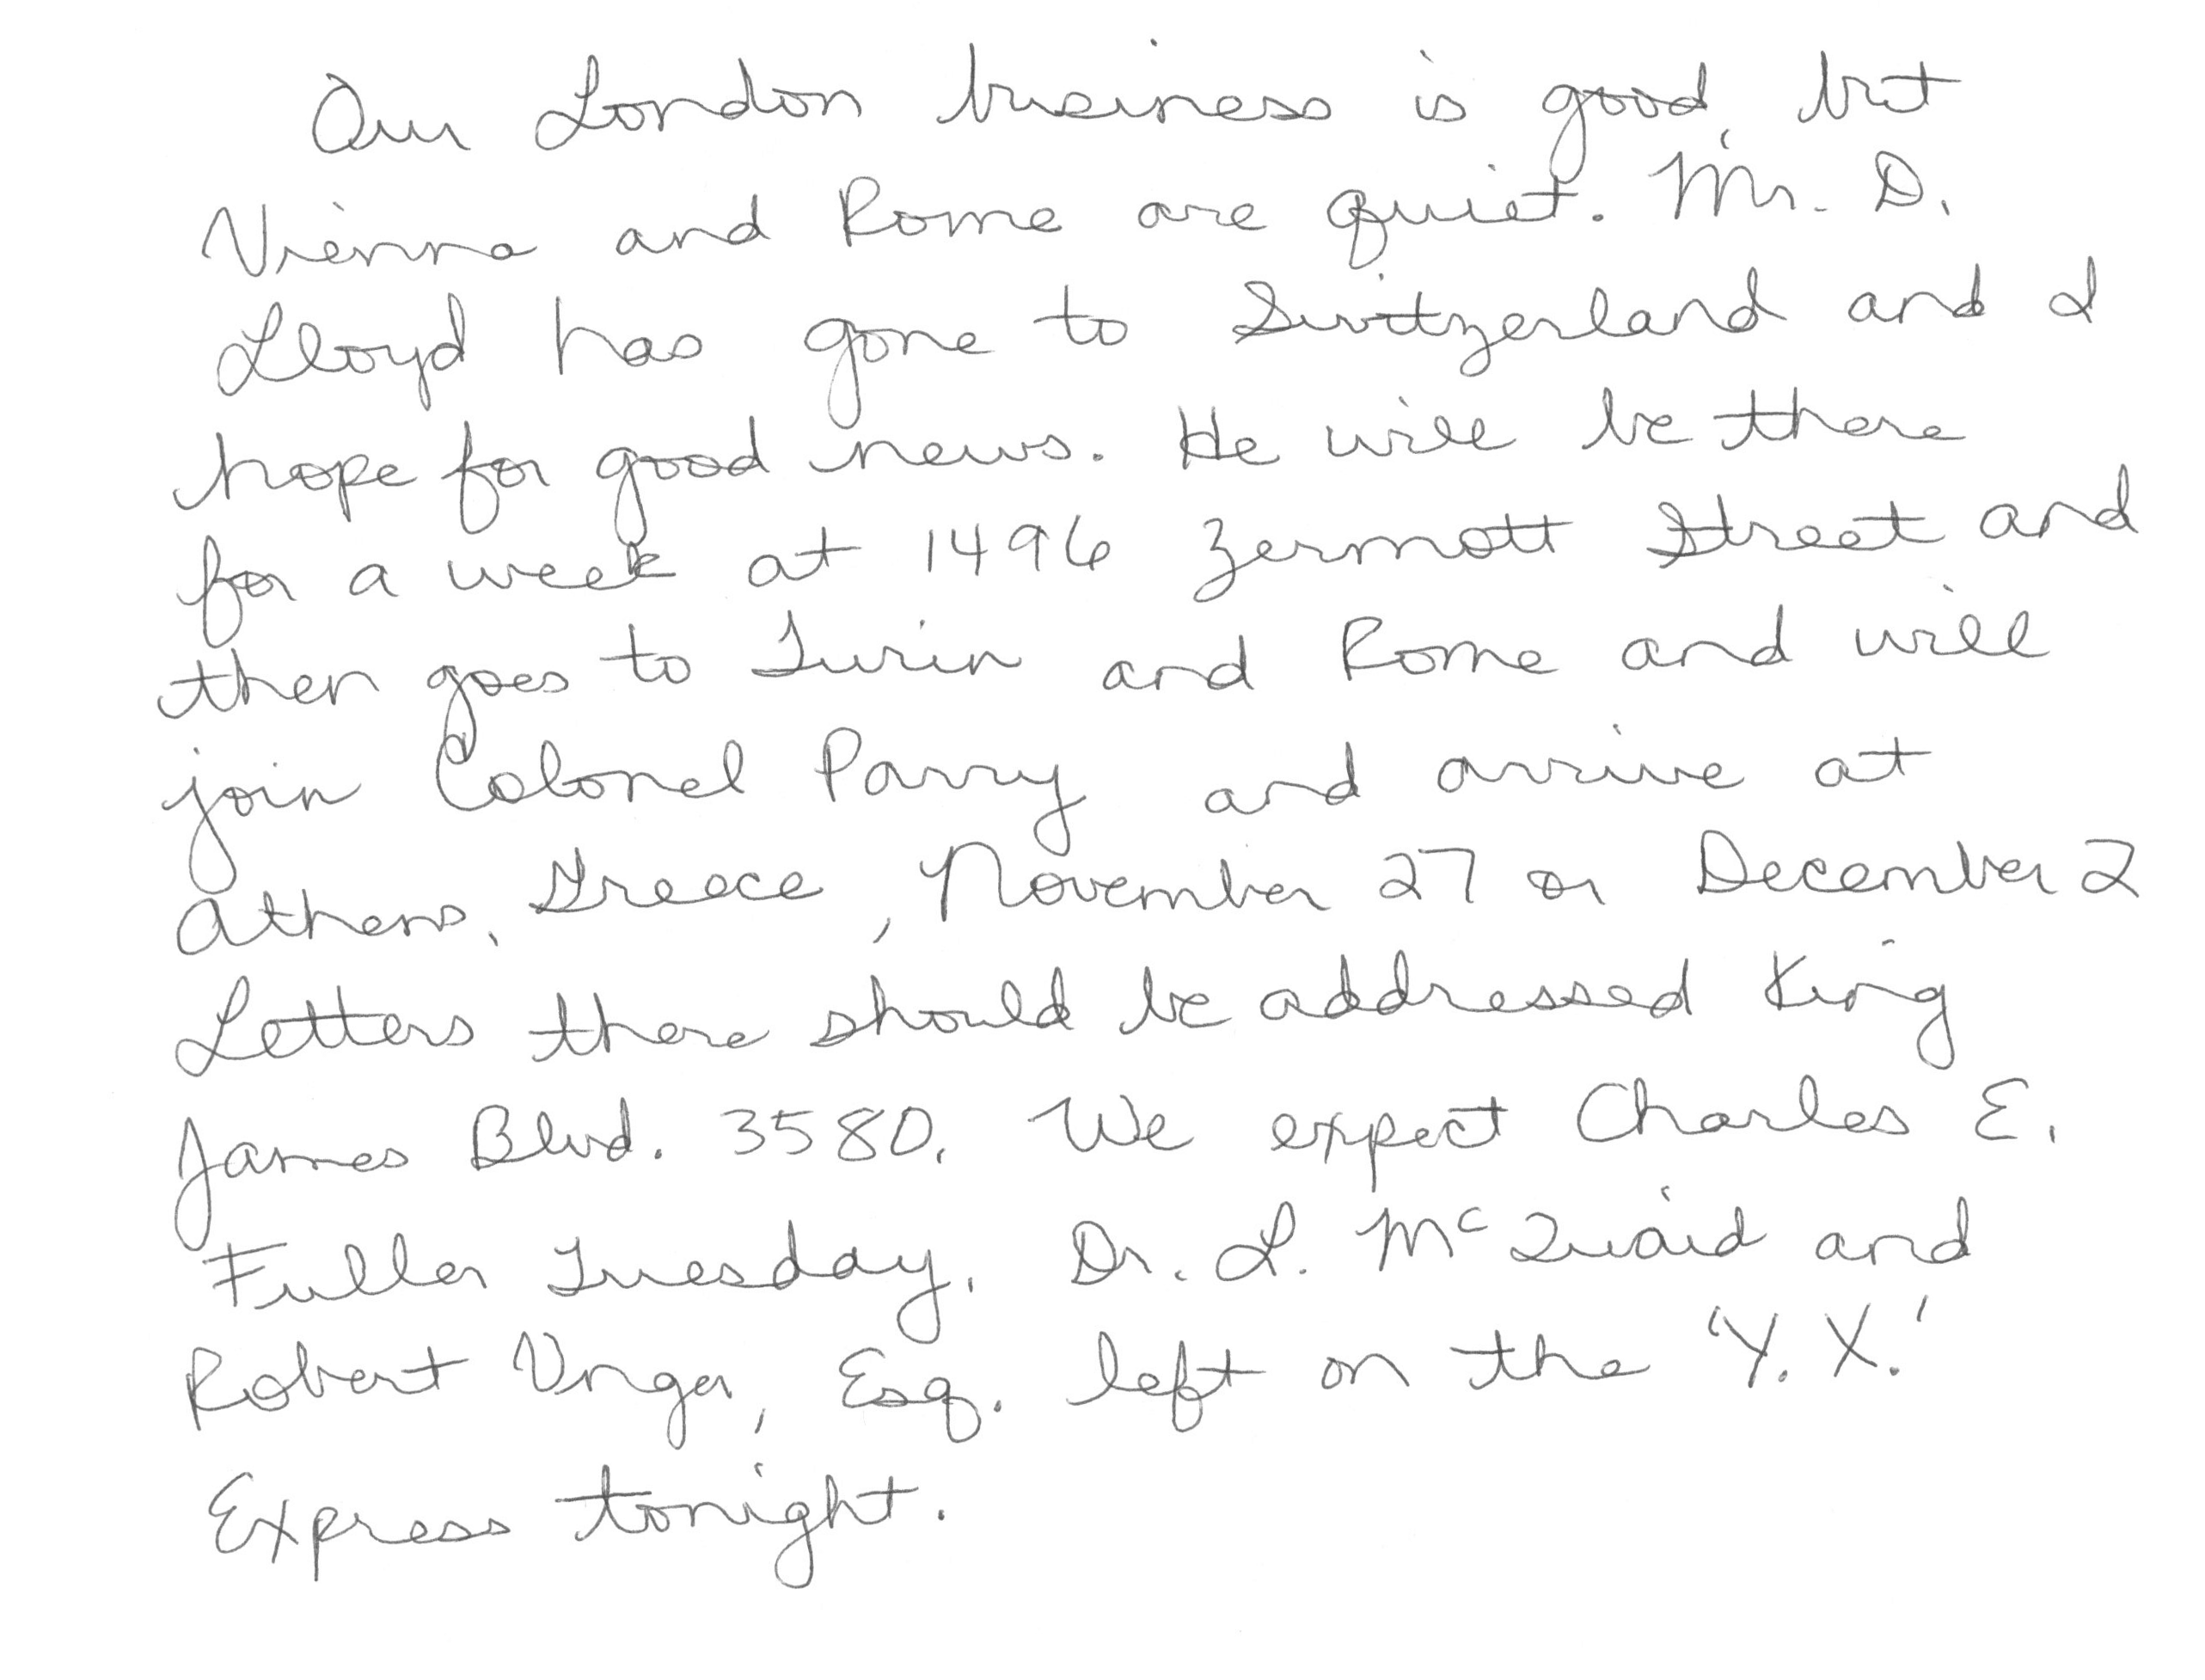 Our London business is good, but
Vienna and Rome are quiet. Mr. D.
Lloyd has gone to Switzerland and I
hope for good news. He will be there
for a week at 1496 Zermott Street and
then goes to Turin and Rome and will
join Colonel Parry and arrive at
Athens, Greece, November 27 or December 2
Letters there should be addressed King
James Blvd. 3580. We expect Charles E.
Fuller Tuesday. Dr. L. McQuaid and
Robert Unger, Esq. left on the 'Y. X.'
Express tonight.